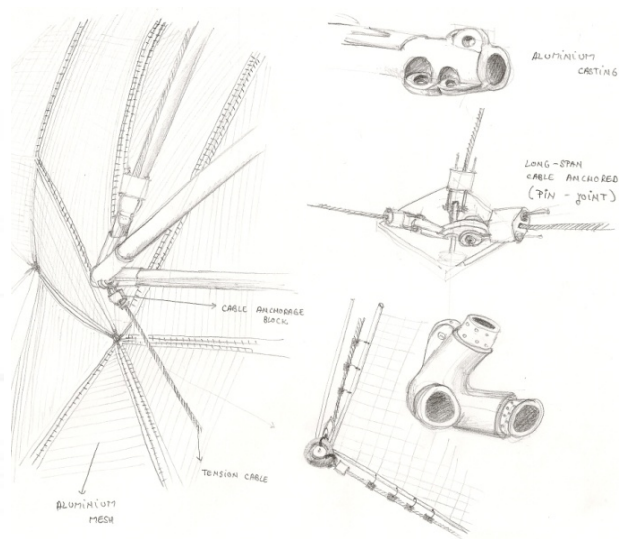 ALUMINIUM
CASTING
LONG-SPAN
CABLE ANCHORED
(PIN - JOINT)
CABLE ANCHORAGE
BLOCK
TENSION CABLE
ALUMINIUM
MESH